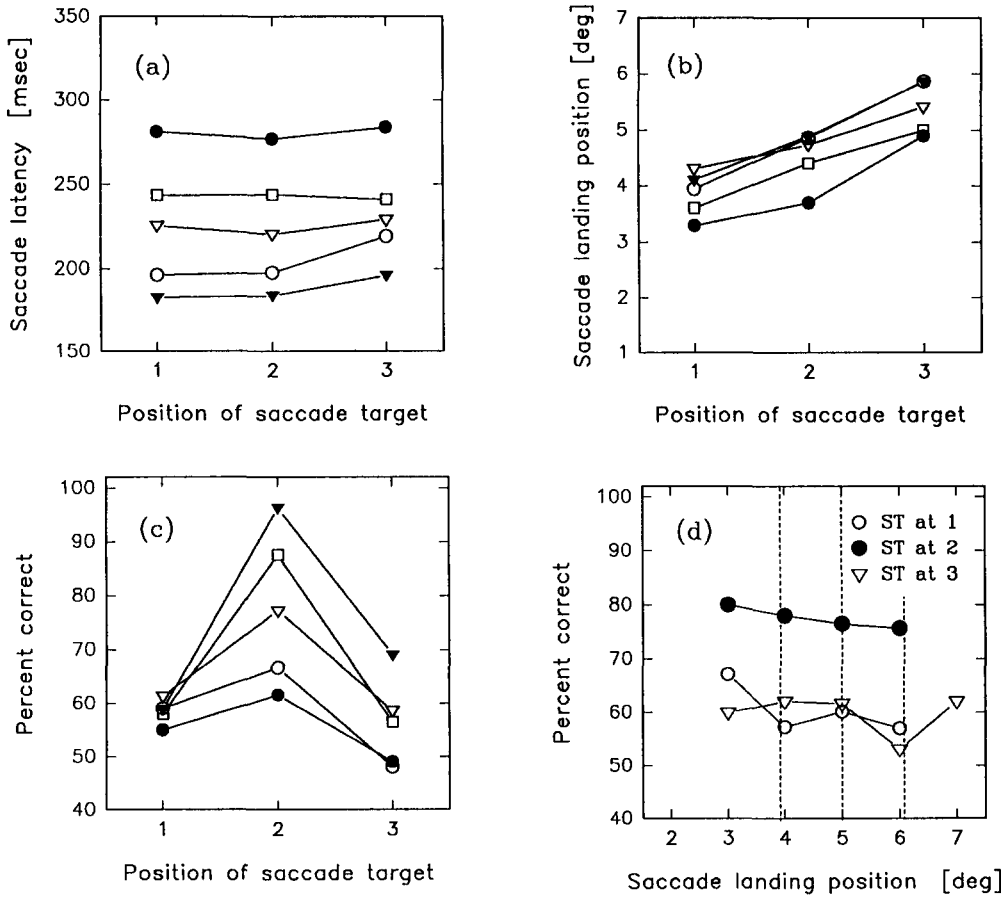 (a)
Saccade latency [msec]
350
300
250
200
150
1 2 3
Position of saccade target
(b)
Saccade landing position [deg]
7
6
5
4
3
2
1
1 2 3
Position of saccade target
(c)
Percent correct
100
90
80
70
60
50
40
1 2 3
Position of saccade target
(d)
Percent correct
100
90
80
70
60
50
40
ST at 1
ST at 2
ST at 3
2 3 4 5 6 7
Saccade landing position [deg]